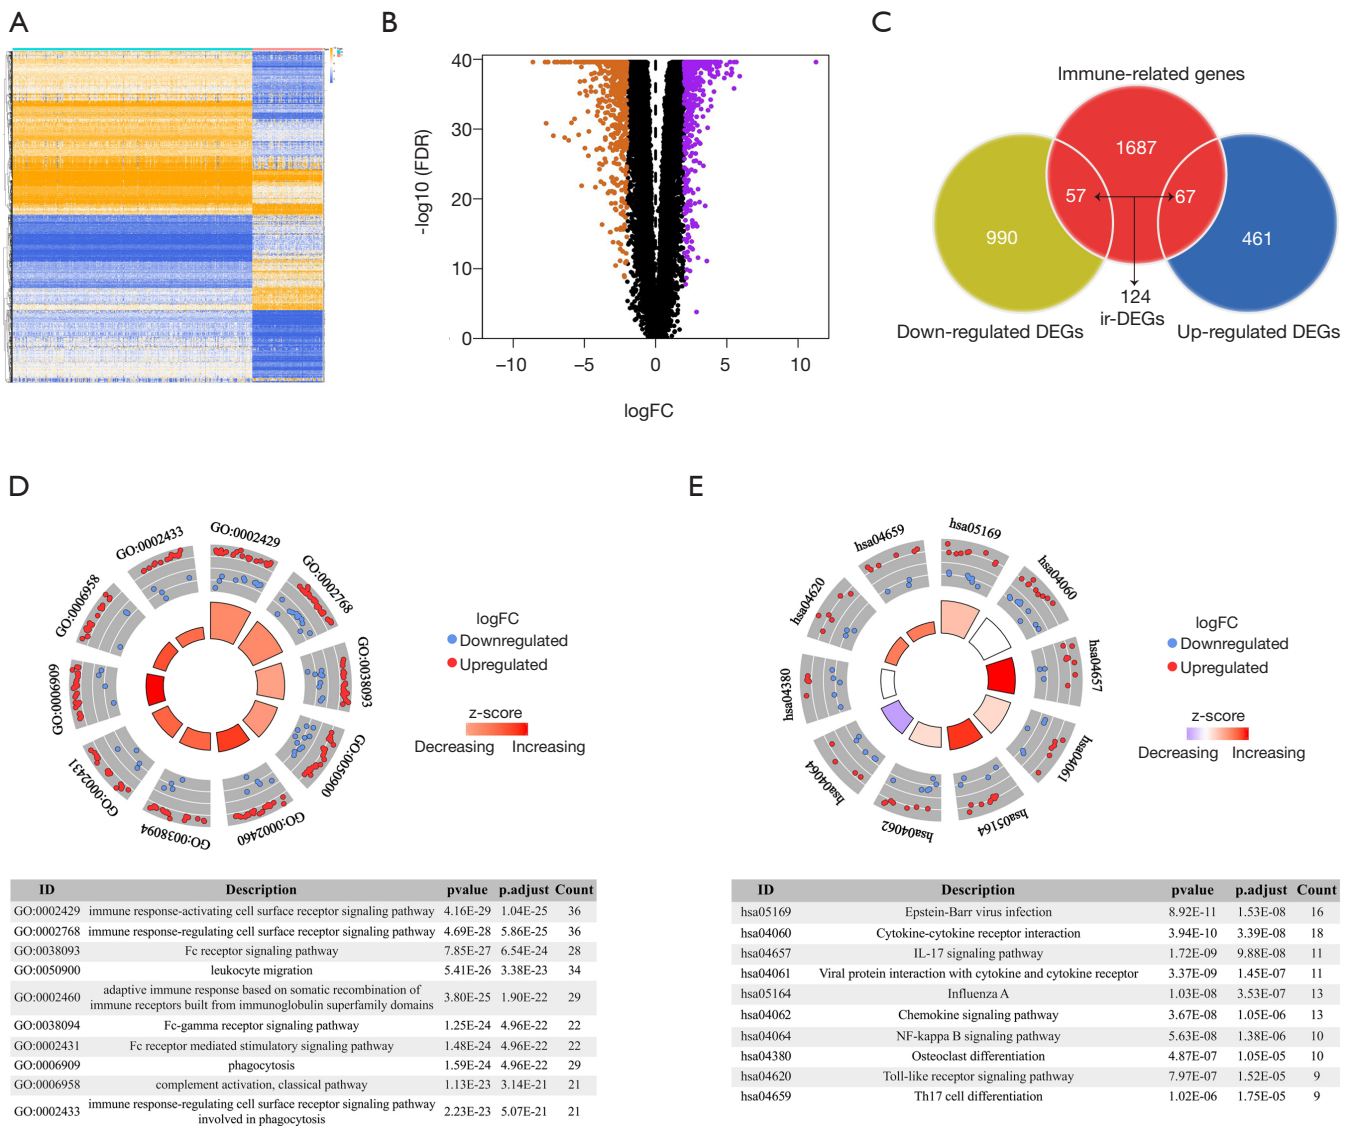 A
B
C
40
30
20
10
0
-log10 (FDR)
−10
−5
0
5
10
logFC
Immune-related genes
1687
57
67
990
461
124
ir-DEGs
Down-regulated DEGs
Up-regulated DEGs
D
E
GO:0002429
GO:0002768
GO:0038093
GO:0050900
GO:0002460
GO:0038094
GO:0002431
GO:0006909
GO:0006958
GO:0002433
logFC
Downregulated
Upregulated
z-score
Decreasing Increasing
hsa05169
hsa04060
hsa04657
hsa04061
hsa05164
hsa04062
hsa04064
hsa04380
hsa04620
hsa04659
logFC
Downregulated
Upregulated
z-score
Decreasing Increasing
ID Description pvalue p.adjust Count
GO:0002429 immune response-activating cell surface receptor signaling pathway 4.16E-29 1.04E-25 36
GO:0002768 immune response-regulating cell surface receptor signaling pathway 4.69E-28 5.86E-25 36
GO:0038093 Fc receptor signaling pathway 7.85E-27 6.54E-24 28
GO:0050900 leukocyte migration 5.41E-26 3.38E-23 34
GO:0002460 adaptive immune response based on somatic recombination of
immune receptors built from immunoglobulin superfamily domains 3.80E-25 1.90E-22 29
GO:0038094 Fc-gamma receptor signaling pathway 1.25E-24 4.96E-22 22
GO:0002431 Fc receptor mediated stimulatory signaling pathway 1.48E-24 4.96E-22 22
GO:0006909 phagocytosis 1.59E-24 4.96E-22 29
GO:0006958 complement activation, classical pathway 1.13E-23 3.14E-21 21
GO:0002433 immune response-regulating cell surface receptor signaling pathway
involved in phagocytosis 2.23E-23 5.07E-21 21
ID Description pvalue p.adjust Count
hsa05169 Epstein-Barr virus infection 8.92E-11 1.53E-08 16
hsa04060 Cytokine-cytokine receptor interaction 3.94E-10 3.39E-08 18
hsa04657 IL-17 signaling pathway 1.72E-09 9.88E-08 11
hsa04061 Viral protein interaction with cytokine and cytokine receptor 3.37E-09 1.45E-07 11
hsa05164 Influenza A 1.03E-08 3.53E-07 13
hsa04062 Chemokine signaling pathway 3.67E-08 1.05E-06 13
hsa04064 NF-kappa B signaling pathway 5.63E-08 1.38E-06 10
hsa04380 Osteoclast differentiation 4.87E-07 1.05E-05 10
hsa04620 Toll-like receptor signaling pathway 7.97E-07 1.52E-05 9
hsa04659 Th17 cell differentiation 1.02E-06 1.75E-05 9